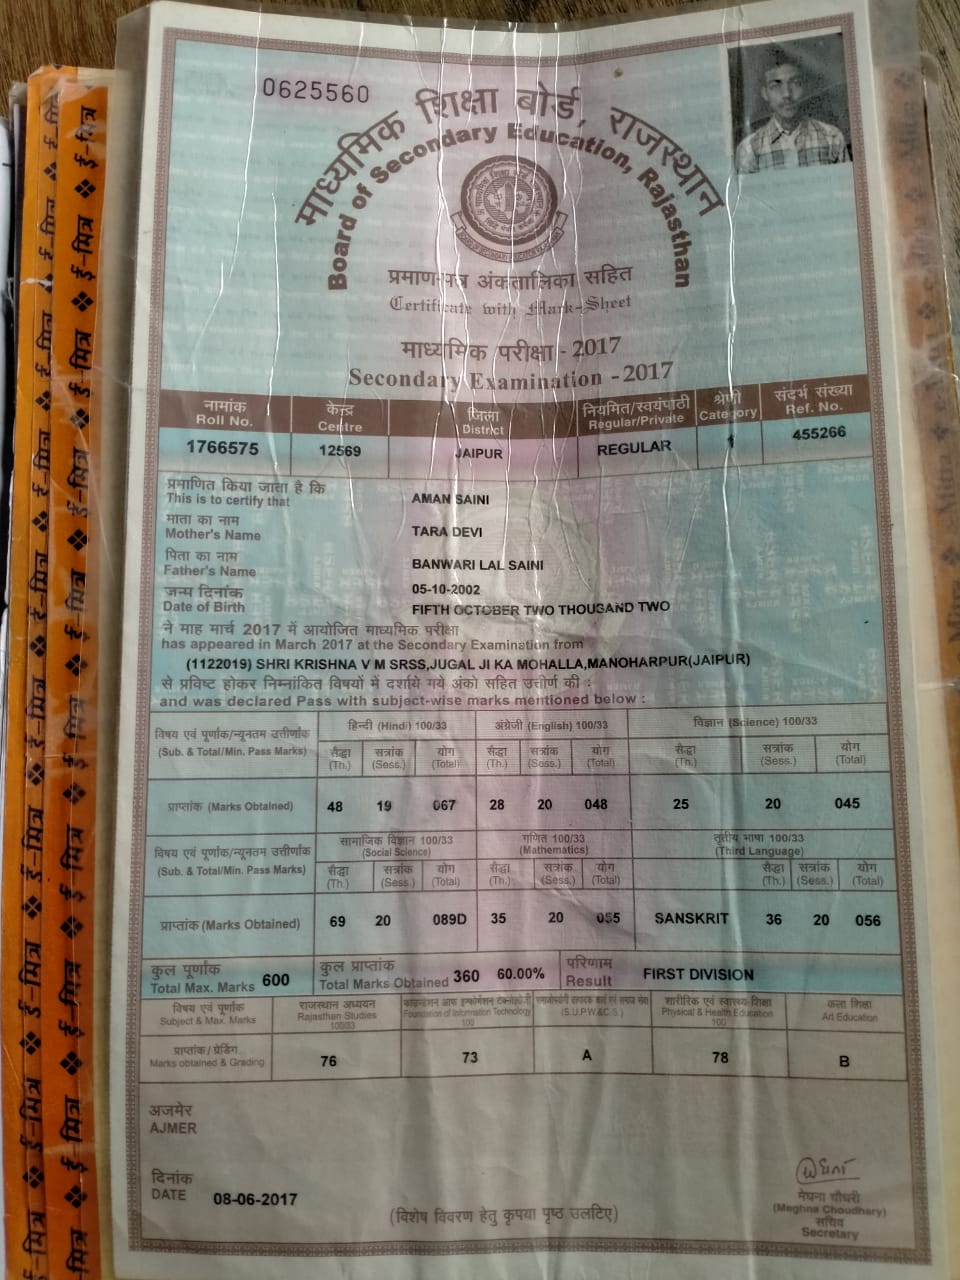 0625560
माध्यमिक शिक्षा बोर्ड, राजस्थान
Board of Secondary Education, Rajasthan
प्रमाण-पत्र अंकतालिका सहित
Certificate with Mark-Sheet
माध्यमिक परीक्षा - 2017
Secondary Examination - 2017
नामांक केन्द्र जिला नियमित/स्वयंपाठी श्रेणी संदर्भ संख्या
Roll No. Centre District Regular/Private Category Ref. No.
1766575 12569 JAIPUR REGULAR 1 455266
प्रमाणित किया जाता है कि
This is to certify that AMAN SAINI
माता का नाम
Mother's Name TARA DEVI
पिता का नाम
Father's Name BANWARI LAL SAINI
जन्म दिनांक 05-10-2002
Date of Birth FIFTH OCTOBER TWO THOUSAND TWO
ने माह मार्च 2017 में आयोजित माध्यमिक परीक्षा
has appeared in March 2017 at the Secondary Examination from
(1122019) SHRI KRISHNA V M SRSS,JUGAL JI KA MOHALLA,MANOHARPUR(JAIPUR)
से प्रविष्ट होकर निम्नांकित विषयों में दर्शाये गये अंको सहित उत्तीर्ण की :
and was declared Pass with subject-wise marks mentioned below :
विषय एवं पूर्णांक/न्यूनतम उत्तीर्णांक हिन्दी (Hindi) 100/33 अंग्रेजी (English) 100/33 विज्ञान (Science) 100/33
(Sub. & Total/Min. Pass Marks) सैद्धा सत्रांक योग सैद्धा सत्रांक योग सैद्धा सत्रांक योग
(Th.) (Sess.) (Total) (Th.) (Sess.) (Total) (Th.) (Sess.) (Total)
प्राप्तांक (Marks Obtained) 48 19 067 28 20 048 25 20 045
विषय एवं पूर्णांक/न्यूनतम उत्तीर्णांक सामाजिक विज्ञान 100/33 गणित 100/33 तृतीय भाषा 100/33
(Social Science) (Mathematics) (Third Language)
(Sub. & Total/Min. Pass Marks) सैद्धा सत्रांक योग सैद्धा सत्रांक योग सैद्धा सत्रांक योग
(Th.) (Sess.) (Total) (Th.) (Sess.) (Total) (Th.) (Sess.) (Total)
प्राप्तांक (Marks Obtained) 69 20 089D 35 20 055 SANSKRIT 36 20 056
कुल पूर्णांक 600 कुल प्राप्तांक 360 60.00% परिणाम FIRST DIVISION
Total Max. Marks Total Marks Obtained Result
विषय एवं पूर्णांक राजस्थान अध्ययन फाउन्डेशन आफ इन्फोर्मेशन टेक्नोलोजी शारीरिक एवं स्वास्थ्य शिक्षा कला शिक्षा
Subject & Max. Marks Rajasthan Studies Foundation of Information Technology (S.U.P.W.&C.S.) Physical & Health Education Art Education
100/33 100 100
प्राप्तांक / ग्रेडिंग
Marks obtained & Grading 76 73 A 78 B
अजमेर
AJMER
दिनांक
DATE 08-06-2017
(विशेष विवरण हेतु कृपया पृष्ठ उलटिए)
मेघना चौधरी
(Meghna Choudhary)
सचिव
Secretary
ई-मित्र ❖ ई-मित्र ❖ ई-मित्र ❖ ई-मित्र ❖ ई-मित्र